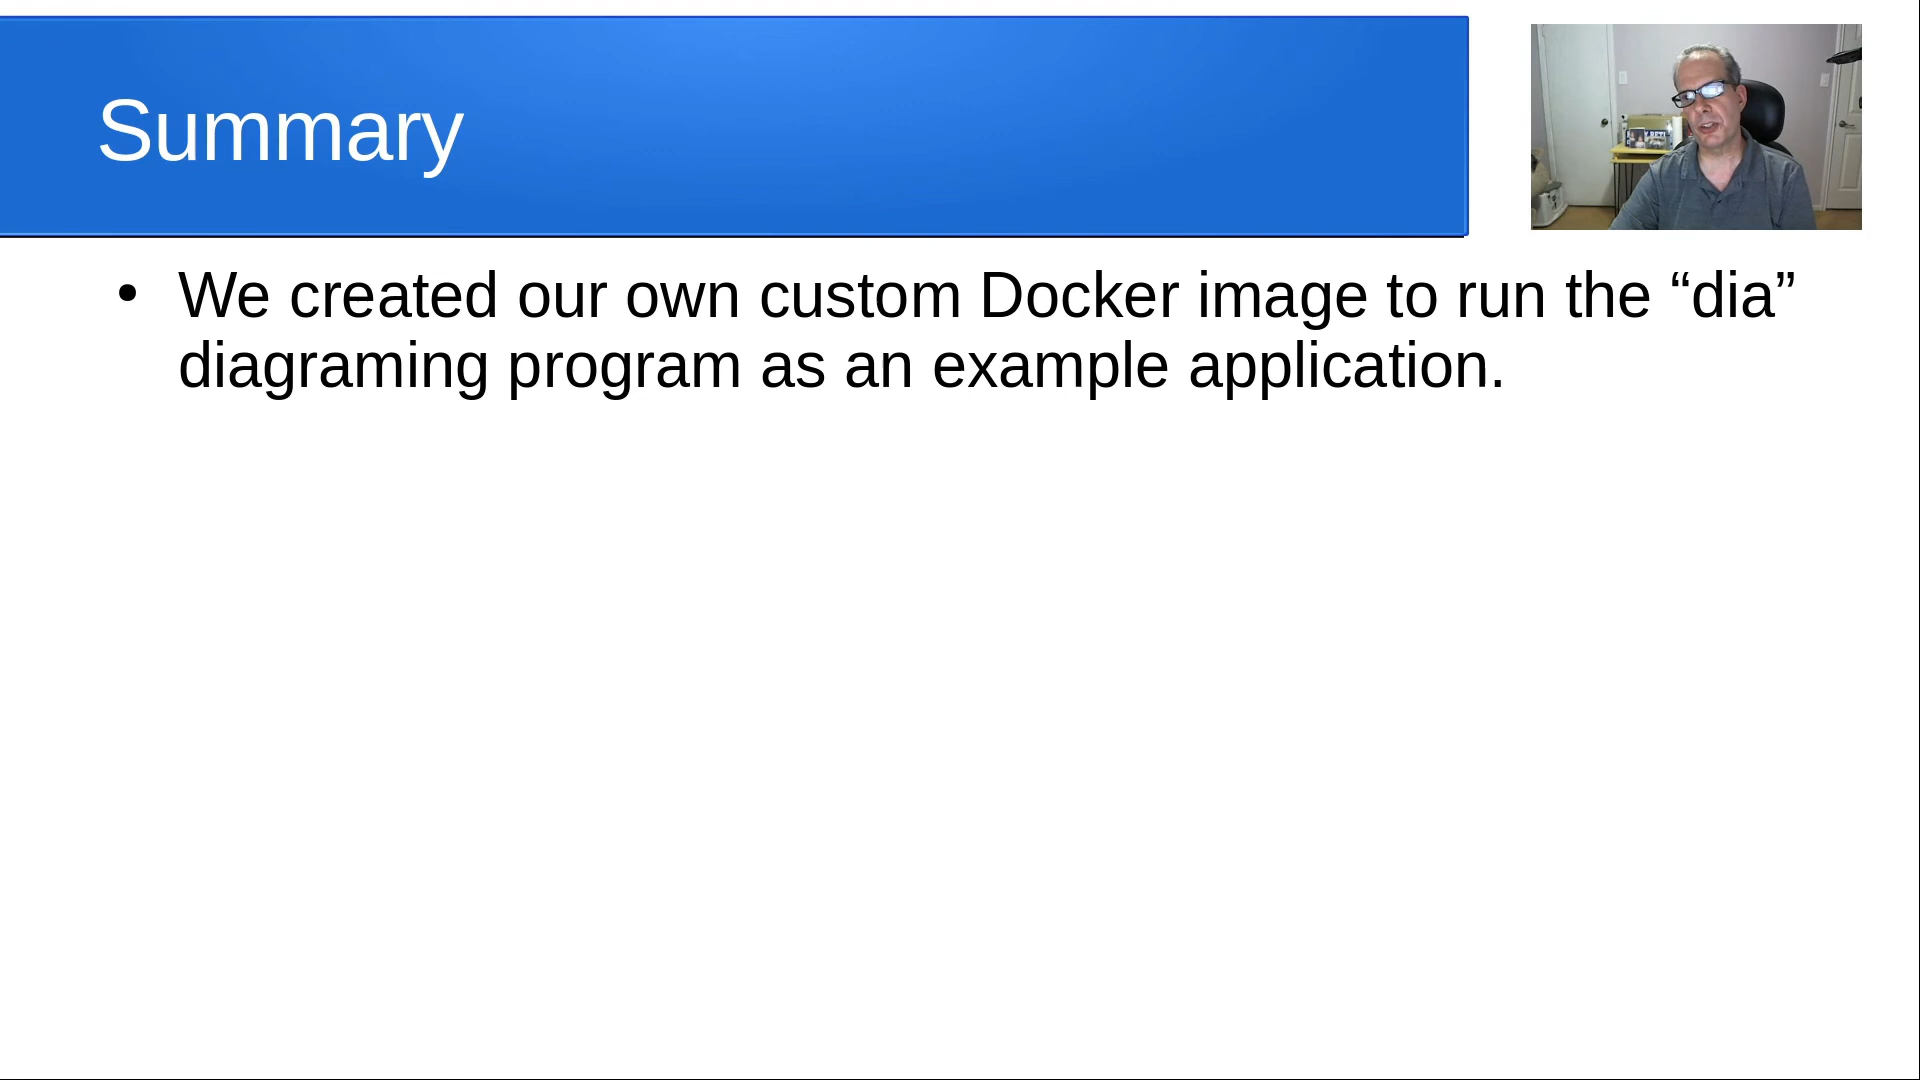 Summary
• We created our own custom Docker image to run the “dia”
diagraming program as an example application.